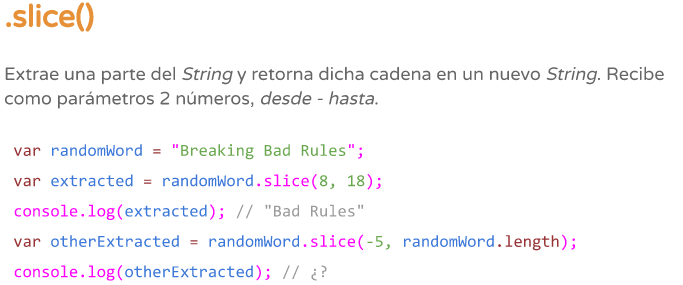 .slice()
Extrae una parte del String y retorna dicha cadena en un nuevo String. Recibe
como parámetros 2 números, desde - hasta.
var randomWord = "Breaking Bad Rules";
var extracted = randomWord.slice(8, 18);
console.log(extracted); // "Bad Rules"
var otherExtracted = randomWord.slice(-5, randomWord.length);
console.log(otherExtracted); // ¿?